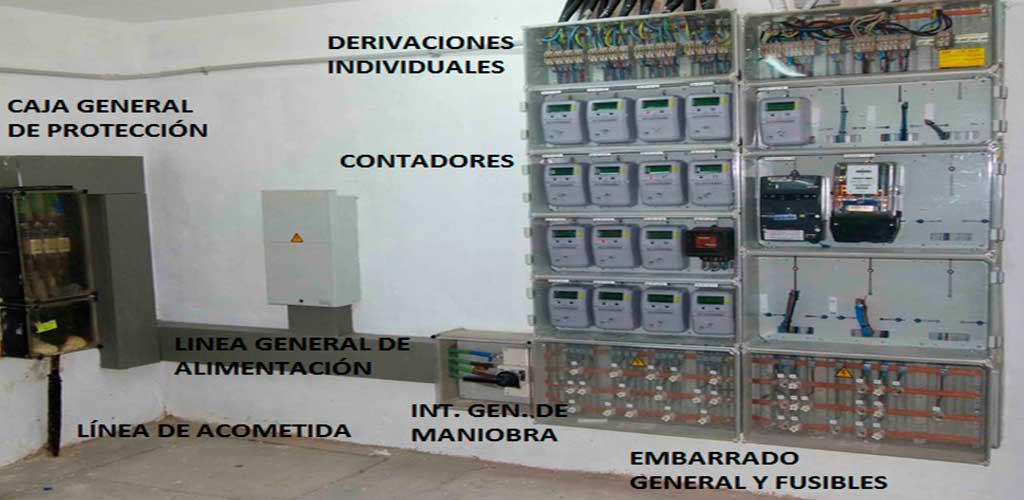 DERIVACIONES
INDIVIDUALES
CAJA GENERAL
DE PROTECCIÓN
CONTADORES
LINEA GENERAL DE
ALIMENTACIÓN
INT. GEN. DE
MANIOBRA
LÍNEA DE ACOMETIDA
EMBARRADO
GENERAL Y FUSIBLES